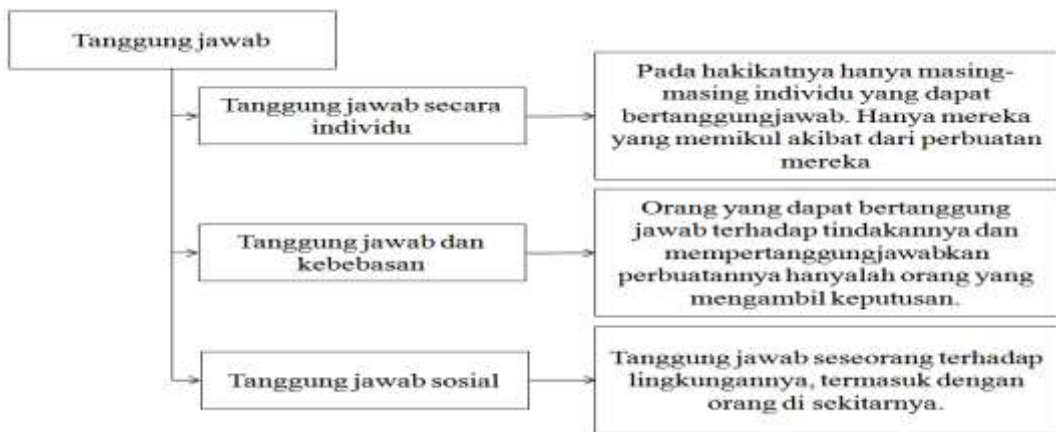 Tanggung jawab
Tanggung jawab secara
individu
Pada hakikatnya hanya masing-
masing individu yang dapat
bertanggungjawab. Hanya mereka
yang memikul akibat dari perbuatan
mereka
Tanggung jawab dan
kebebasan
Orang yang dapat bertanggung
jawab terhadap tindakannya dan
mempertanggungjawabkan
perbuatannya hanyalah orang yang
mengambil keputusan.
Tanggung jawab sosial
Tanggung jawab seseorang terhadap
lingkungannya, termasuk dengan
orang di sekitarnya.